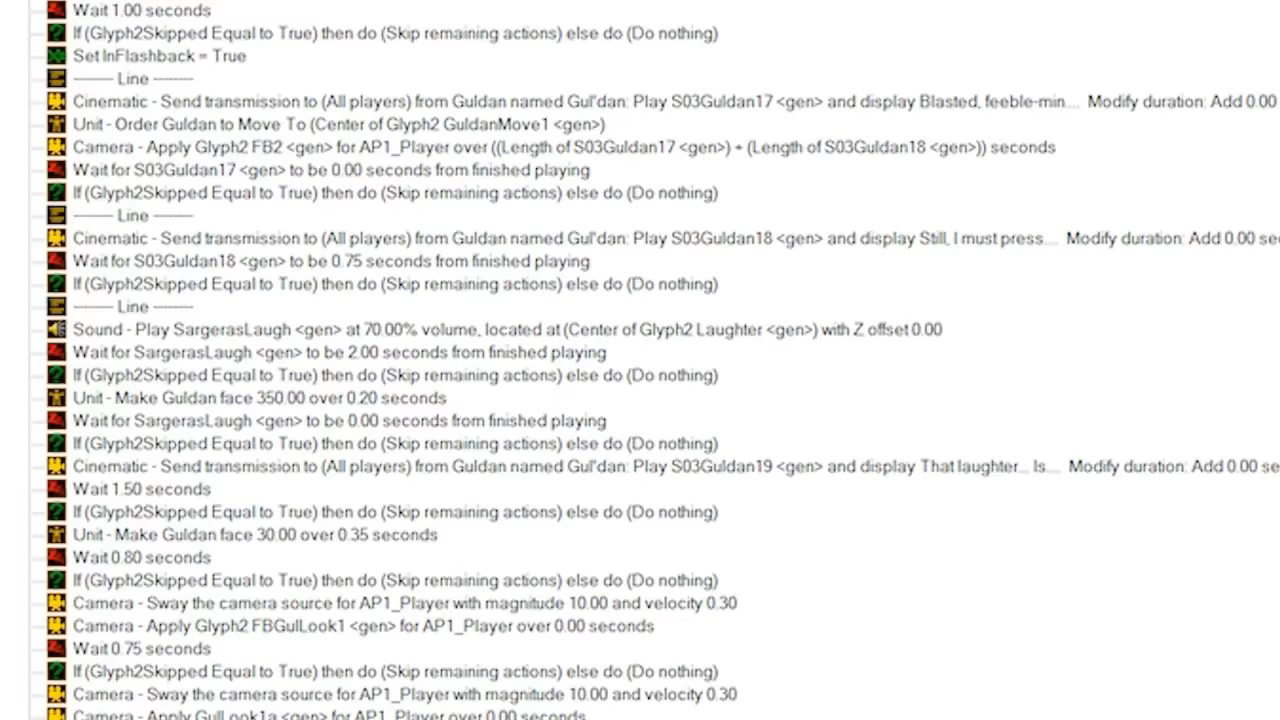 Wait 1.00 seconds
If (Glyph2Skipped Equal to True) then do (Skip remaining actions) else do (Do nothing)
Set InFlashback = True
-------- Line --------
Cinematic - Send transmission to (All players) from Guldan named Gul'dan: Play S03Guldan17 <gen> and display Blasted, feeble-min.... Modify duration: Add 0.00
Unit - Order Guldan to Move To (Center of Glyph2 GuldanMove1 <gen>)
Camera - Apply Glyph2 FB2 <gen> for AP1_Player over ((Length of S03Guldan17 <gen>) + (Length of S03Guldan18 <gen>)) seconds
Wait for S03Guldan17 <gen> to be 0.00 seconds from finished playing
If (Glyph2Skipped Equal to True) then do (Skip remaining actions) else do (Do nothing)
-------- Line --------
Cinematic - Send transmission to (All players) from Guldan named Gul'dan: Play S03Guldan18 <gen> and display Still, I must press.... Modify duration: Add 0.00 se
Wait for S03Guldan18 <gen> to be 0.75 seconds from finished playing
If (Glyph2Skipped Equal to True) then do (Skip remaining actions) else do (Do nothing)
-------- Line --------
Sound - Play SargerasLaugh <gen> at 70.00% volume, located at (Center of Glyph2 Laughter <gen>) with Z offset 0.00
Wait for SargerasLaugh <gen> to be 2.00 seconds from finished playing
If (Glyph2Skipped Equal to True) then do (Skip remaining actions) else do (Do nothing)
Unit - Make Guldan face 350.00 over 0.20 seconds
Wait for SargerasLaugh <gen> to be 0.00 seconds from finished playing
If (Glyph2Skipped Equal to True) then do (Skip remaining actions) else do (Do nothing)
Cinematic - Send transmission to (All players) from Guldan named Gul'dan: Play S03Guldan19 <gen> and display That laughter... Is.... Modify duration: Add 0.00 se
Wait 1.50 seconds
If (Glyph2Skipped Equal to True) then do (Skip remaining actions) else do (Do nothing)
Unit - Make Guldan face 30.00 over 0.35 seconds
Wait 0.80 seconds
If (Glyph2Skipped Equal to True) then do (Skip remaining actions) else do (Do nothing)
Camera - Sway the camera source for AP1_Player with magnitude 10.00 and velocity 0.30
Camera - Apply Glyph2 FBGulLook1 <gen> for AP1_Player over 0.00 seconds
Wait 0.75 seconds
If (Glyph2Skipped Equal to True) then do (Skip remaining actions) else do (Do nothing)
Camera - Sway the camera source for AP1_Player with magnitude 10.00 and velocity 0.30
Camera - Apply GulLook1a <gen> for AP1_Player over 0.00 seconds